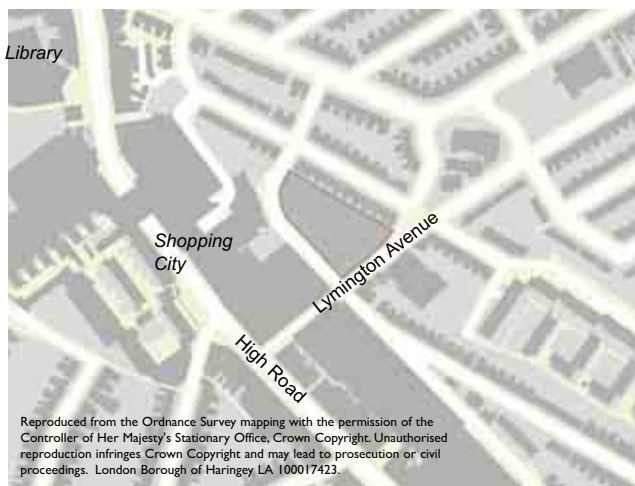 Library
Shopping
City
Lymington Avenue
High Road
Reproduced from the Ordnance Survey mapping with the permission of the
Controller of Her Majesty's Stationary Office, Crown Copyright. Unauthorised
reproduction infringes Crown Copyright and may lead to prosecution or civil
proceedings. London Borough of Haringey LA 100017423.